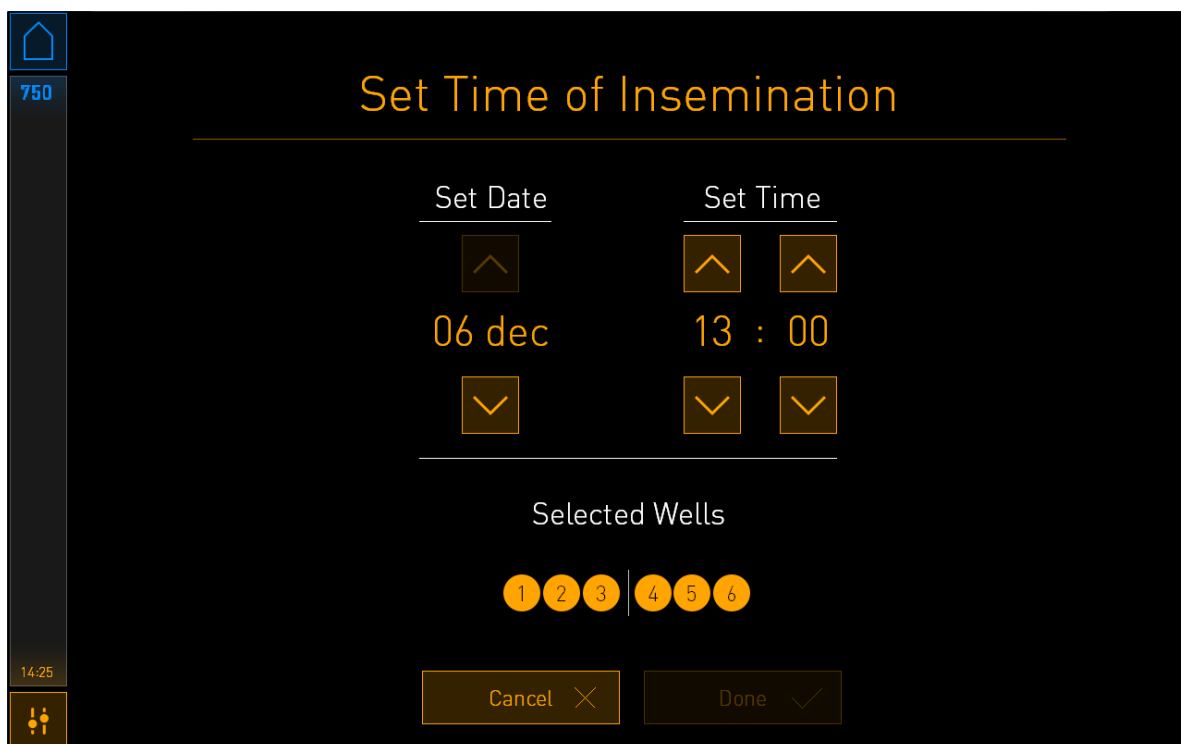 750
Set Time of Insemination
Set Date Set Time
06 dec 13 : 00
Selected Wells
1 2 3 4 5 6
14:25
Cancel Done